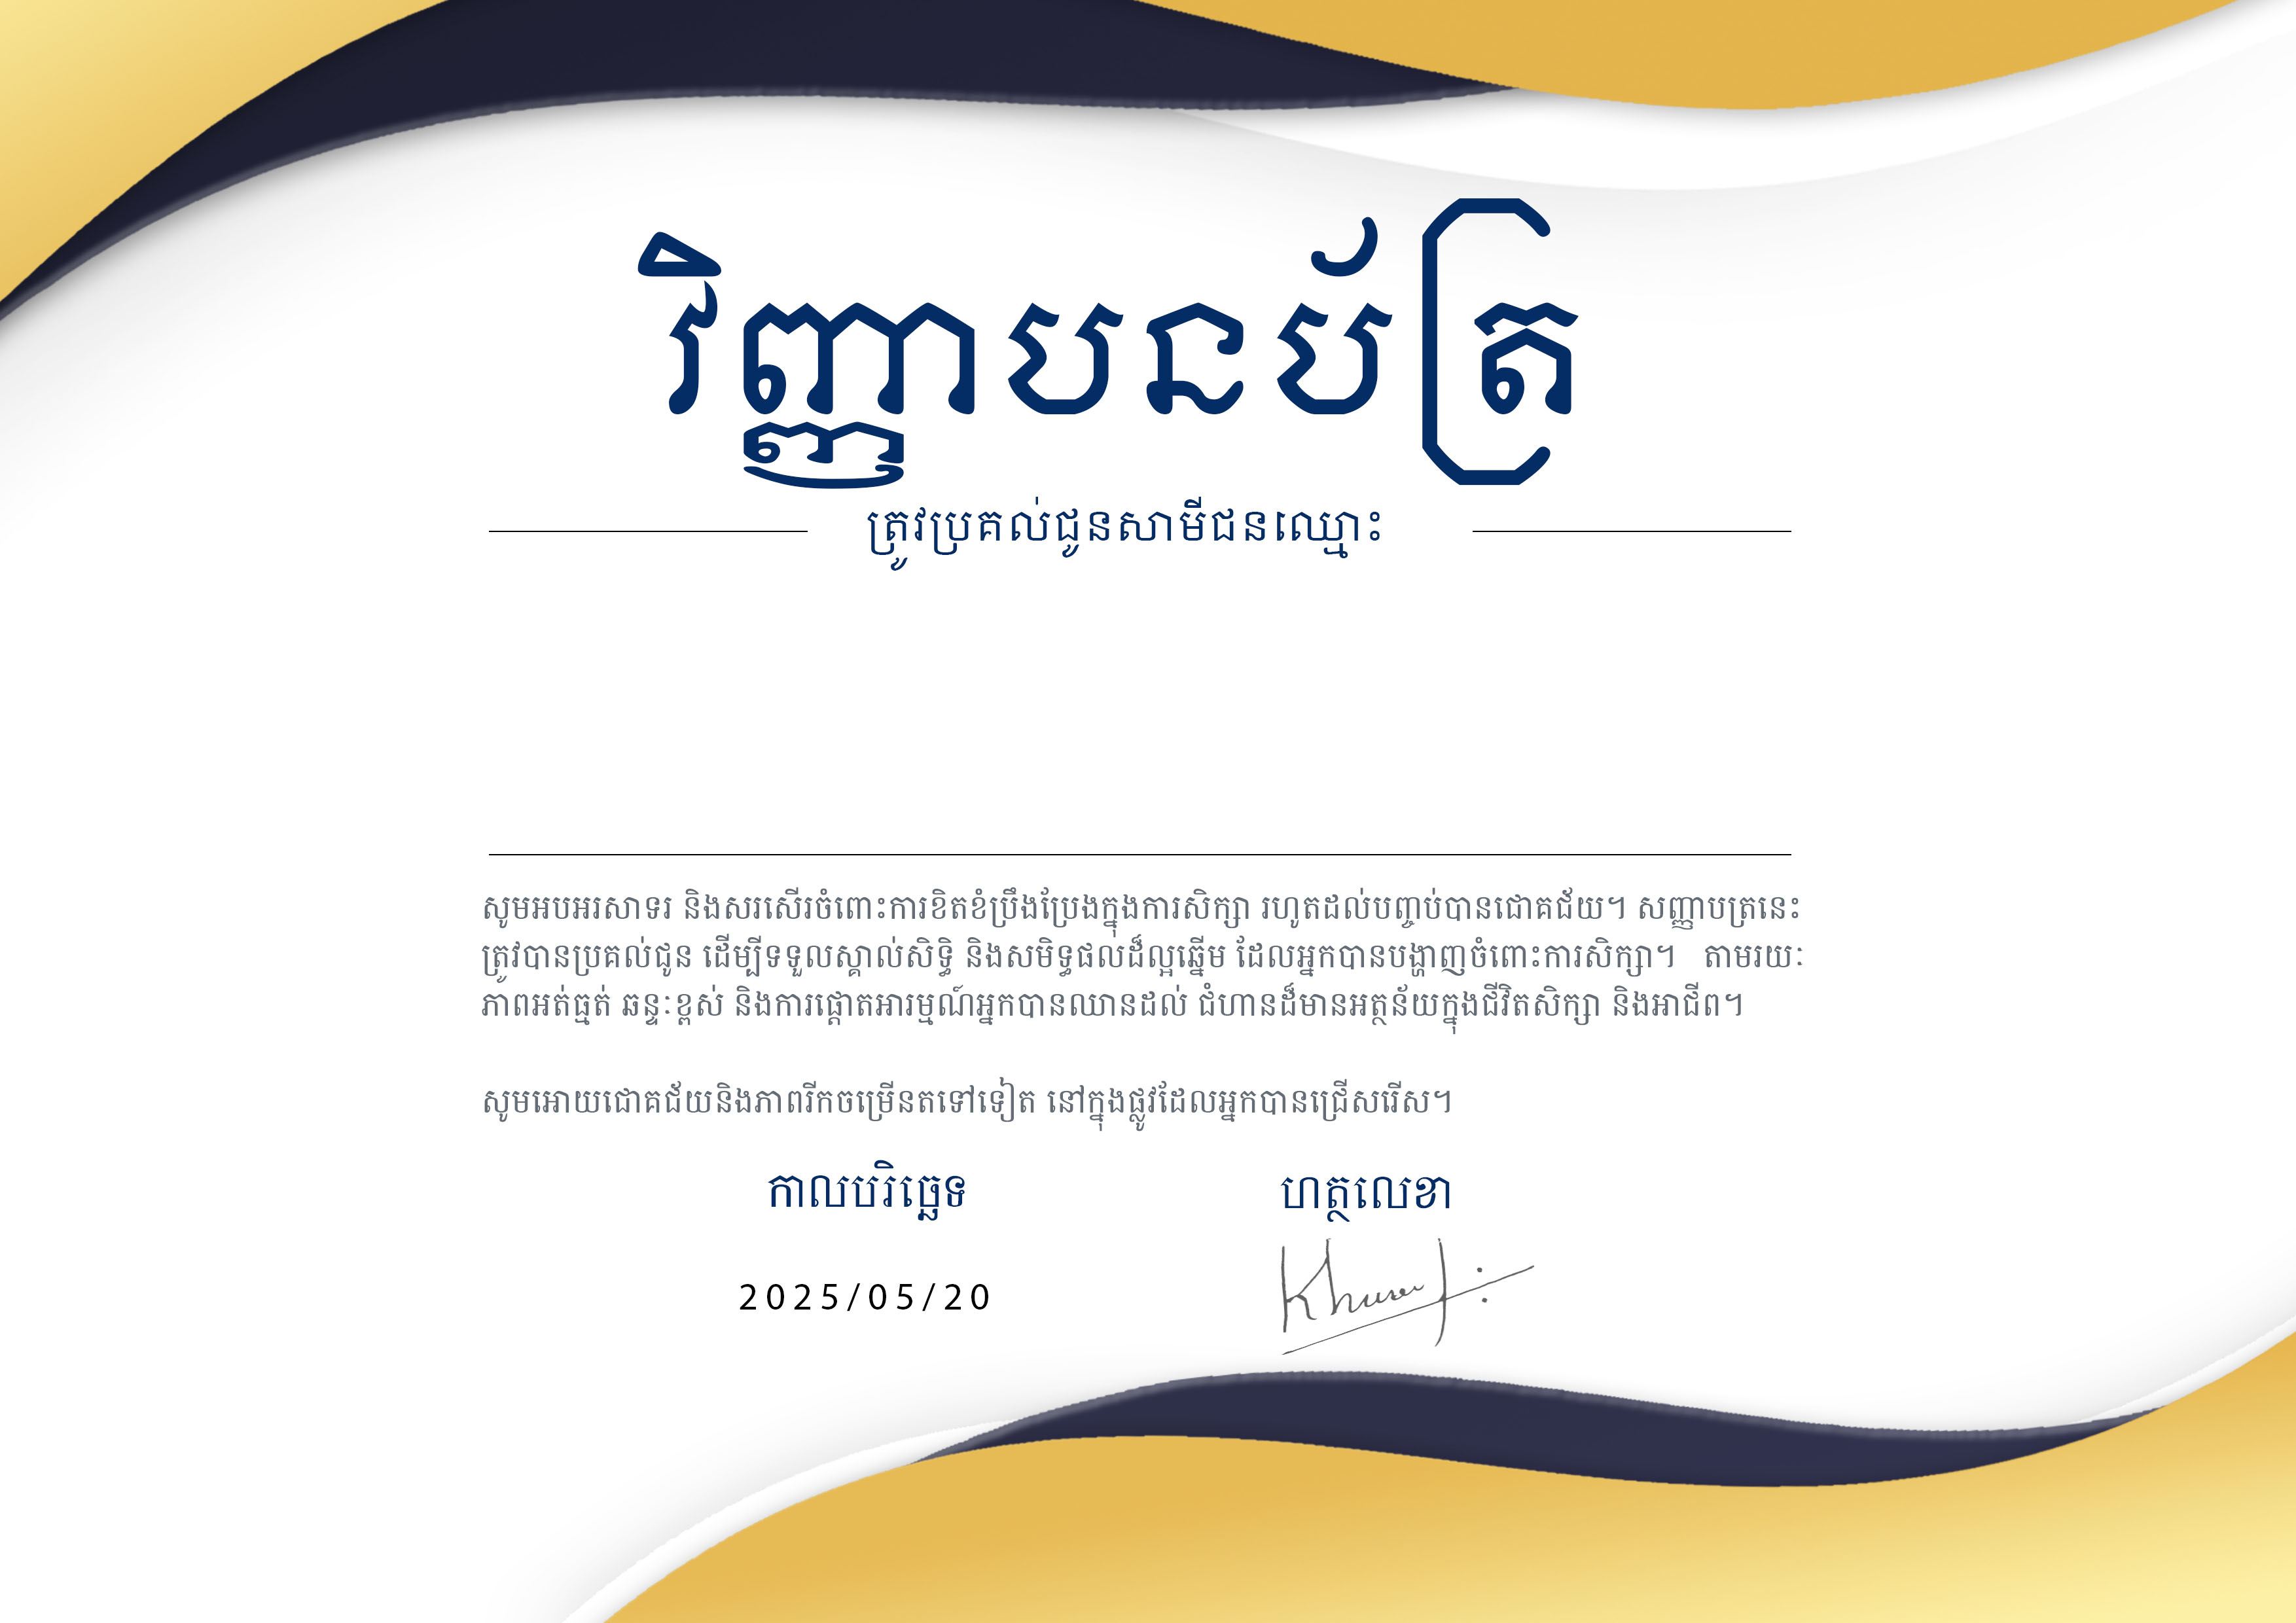 វិញ្ញាបនប័ត្រ
ត្រូវប្រគល់ជូនសាមីជនឈ្មោះ
សូមអបអរសាទរ និងសរសើរចំពោះការខិតខំប្រឹងប្រែងក្នុងការសិក្សា រហូតដល់បញ្ចប់បានជោគជ័យ។ សញ្ញាបត្រនេះ
ត្រូវបានប្រគល់ជូន ដើម្បីទទួលស្គាល់សិទ្ធិ និងសមិទ្ធផលដ៏ល្អឆ្នើម ដែលអ្នកបានបង្ហាញចំពោះការសិក្សា។ តាមរយៈ
ភាពអត់ធ្មត់ ឆន្ទៈខ្ពស់ និងការផ្តោតអារម្មណ៍អ្នកបានឈានដល់ ជំហានដ៏មានអត្ថន័យក្នុងជីវិតសិក្សា និងអាជីព។
សូមអោយជោគជ័យនិងភាពរីកចម្រើនតទៅទៀត នៅក្នុងផ្លូវដែលអ្នកបានជ្រើសរើស។
កាលបរិច្ឆេទ ហត្ថលេខា
2025/05/20